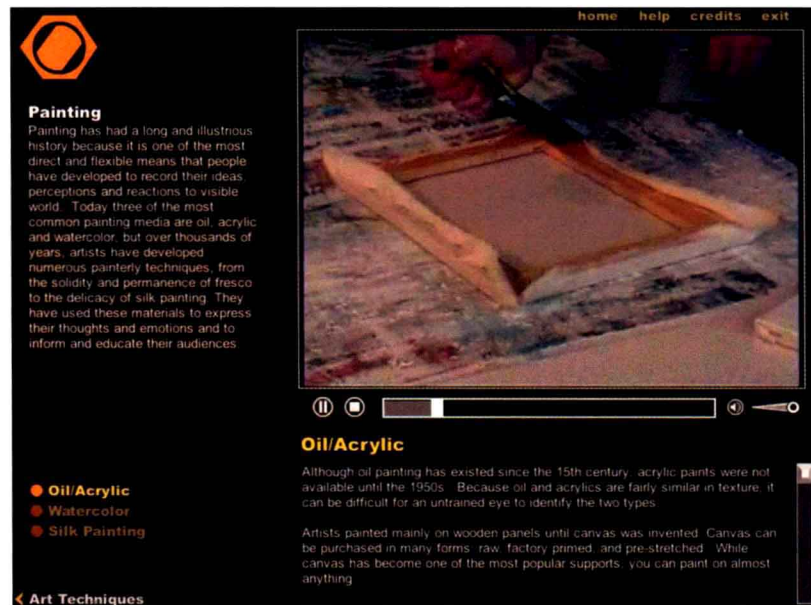 home help credits exit
Painting
Painting has had a long and illustrious
history because it is one of the most
direct and flexible means that people
have developed to record their ideas,
perceptions and reactions to visible
world. Today three of the most
common painting media are oil, acrylic
and watercolor, but over thousands of
years, artists have developed
numerous painterly techniques, from
the solidity and permanence of fresco
to the delicacy of silk painting. They
have used these materials to express
their thoughts and emotions and to
inform and educate their audiences.
Oil/Acrylic
Watercolor
Silk Painting
Art Techniques
Oil/Acrylic
Although oil painting has existed since the 15th century, acrylic paints were not
available until the 1950s. Because oil and acrylics are fairly similar in texture, it
can be difficult for an untrained eye to identify the two types.
Artists painted mainly on wooden panels until canvas was invented. Canvas can
be purchased in many forms: raw, factory primed, and pre-stretched. While
canvas has become one of the most popular supports, you can paint on almost
anything.